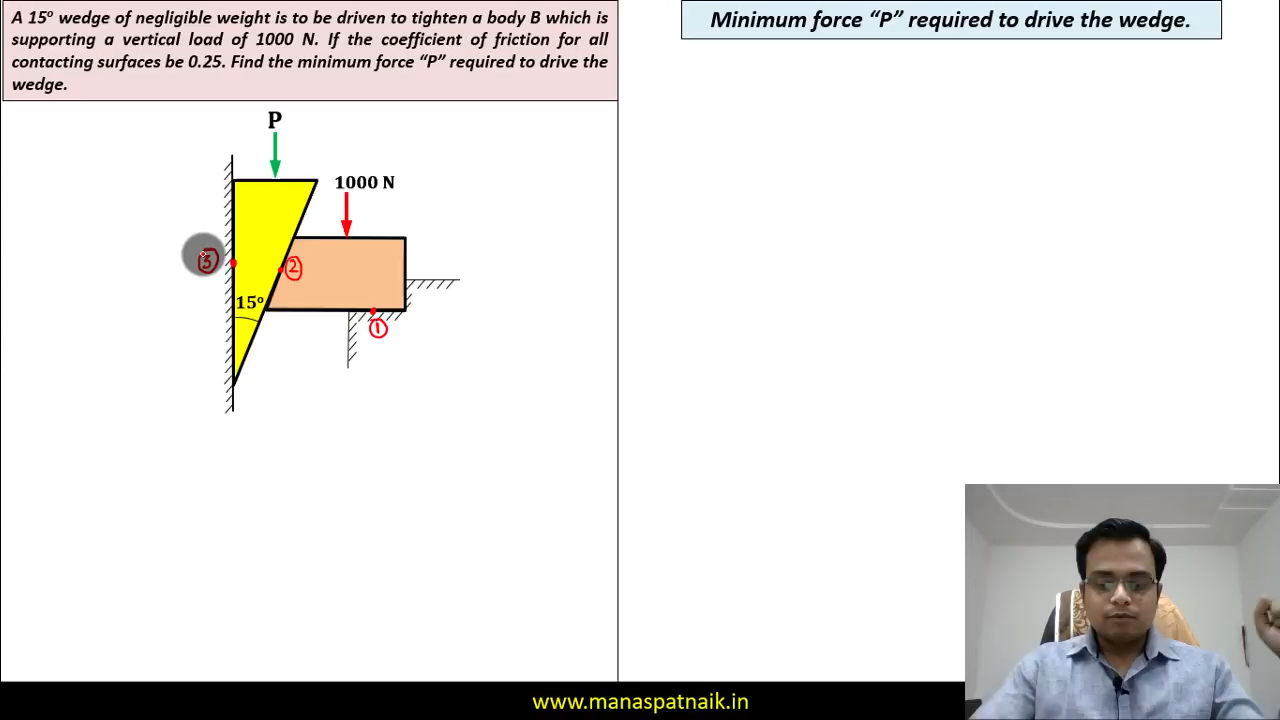 A 15º wedge of negligible weight is to be driven to tighten a body B which is
supporting a vertical load of 1000 N. If the coefficient of friction for all
contacting surfaces be 0.25. Find the minimum force “P” required to drive the
wedge.
Minimum force “P” required to drive the wedge.
P
1000 N
3
2
15º
1
www.manaspatnaik.in